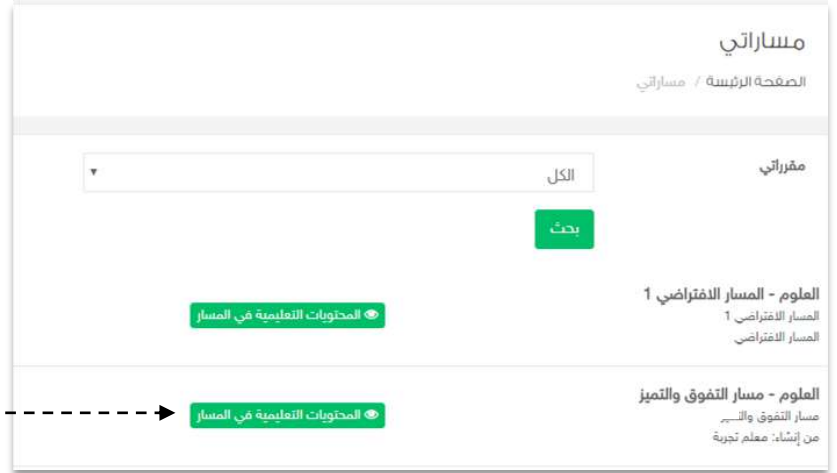 مساراتي
الصفحة الرئيسة / مساراتي
مقرراتي
الكل
بحث
العلوم - المسار الافتراضي 1
المسار الافتراضي 1
المسار الافتراضي
المحتويات التعليمية في المسار
العلوم - مسار التفوق والتميز
مسار التفوق
من إنشاء: معلم تجربة
المحتويات التعليمية في المسار